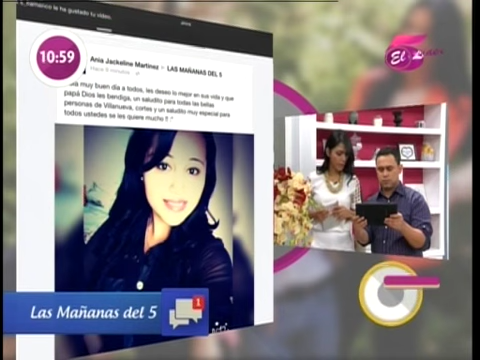 le ha gustado tu video.
10:59
Ania Jackeline Martinez ▸ LAS MAÑANAS DEL 5
Hace 5 minutos
muy buen día a todos, les deseo lo mejor en sus vida y que
papá Dios les bendiga, un saludito para todas las bellas
personas de Villanueva, cortes y un saludito muy especial para
todos ustedes se les quiere mucho !! "
El
5
Las Mañanas del 5
1